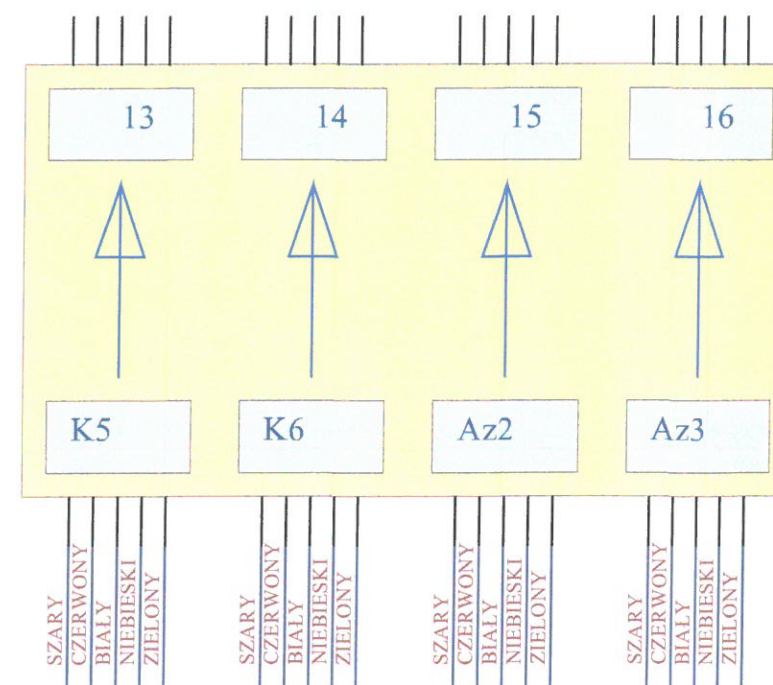 13
14
15
16
K5
K6
Az2
Az3
SZARY
CZERWONY
BIAŁY
NIEBIESKI
ZIELONY
SZARY
CZERWONY
BIAŁY
NIEBIESKI
ZIELONY
SZARY
CZERWONY
BIAŁY
NIEBIESKI
ZIELONY
SZARY
CZERWONY
BIAŁY
NIEBIESKI
ZIELONY